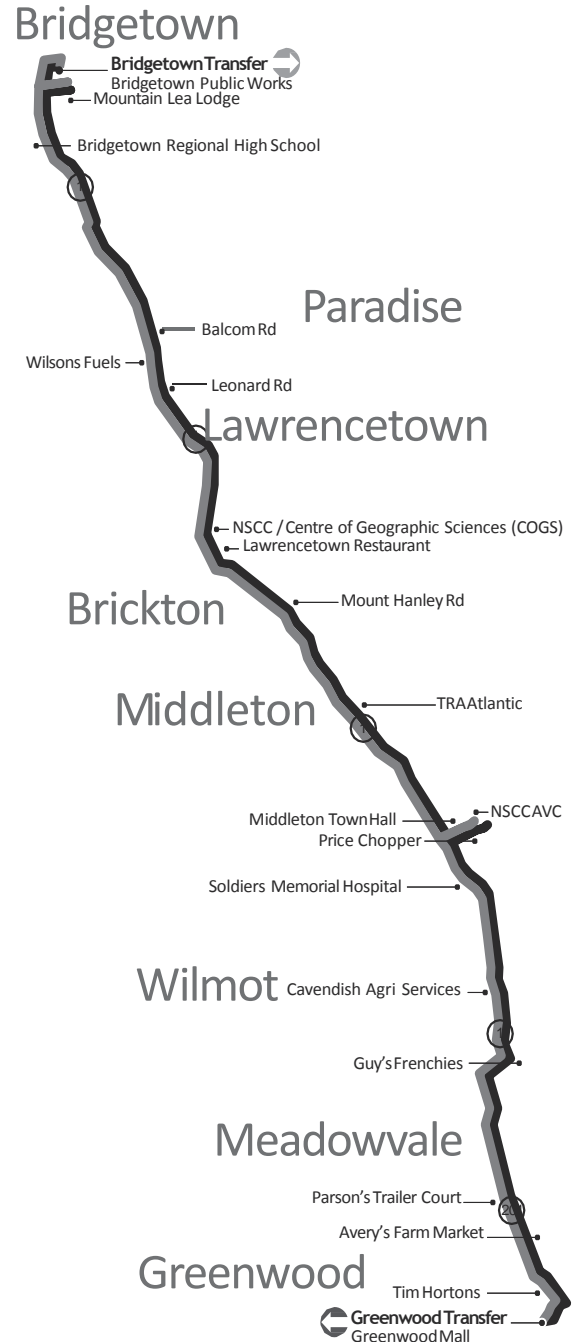 Bridgetown
Bridgetown Transfer
Bridgetown Public Works
Mountain Lea Lodge
Bridgetown Regional High School
1
Paradise
Balcom Rd
Wilsons Fuels
Leonard Rd
Lawrencetown
NSCC / Centre of Geographic Sciences (COGS)
Lawrencetown Restaurant
Brickton
Mount Hanley Rd
Middleton
TRA Atlantic
1
NSCC AVC
Middleton Town Hall
Price Chopper
Soldiers Memorial Hospital
Wilmot
Cavendish Agri Services
1
Guy's Frenchies
Meadowvale
Parson's Trailer Court
Avery's Farm Market
Greenwood
Tim Hortons
Greenwood Transfer
Greenwood Mall